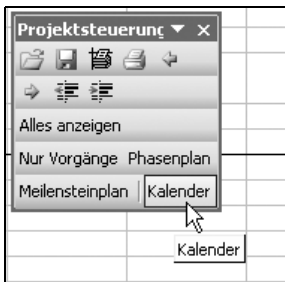 Projektsteuerung
Alles anzeigen
Nur Vorgänge Phasenplan
Meilensteinplan Kalender
Kalender